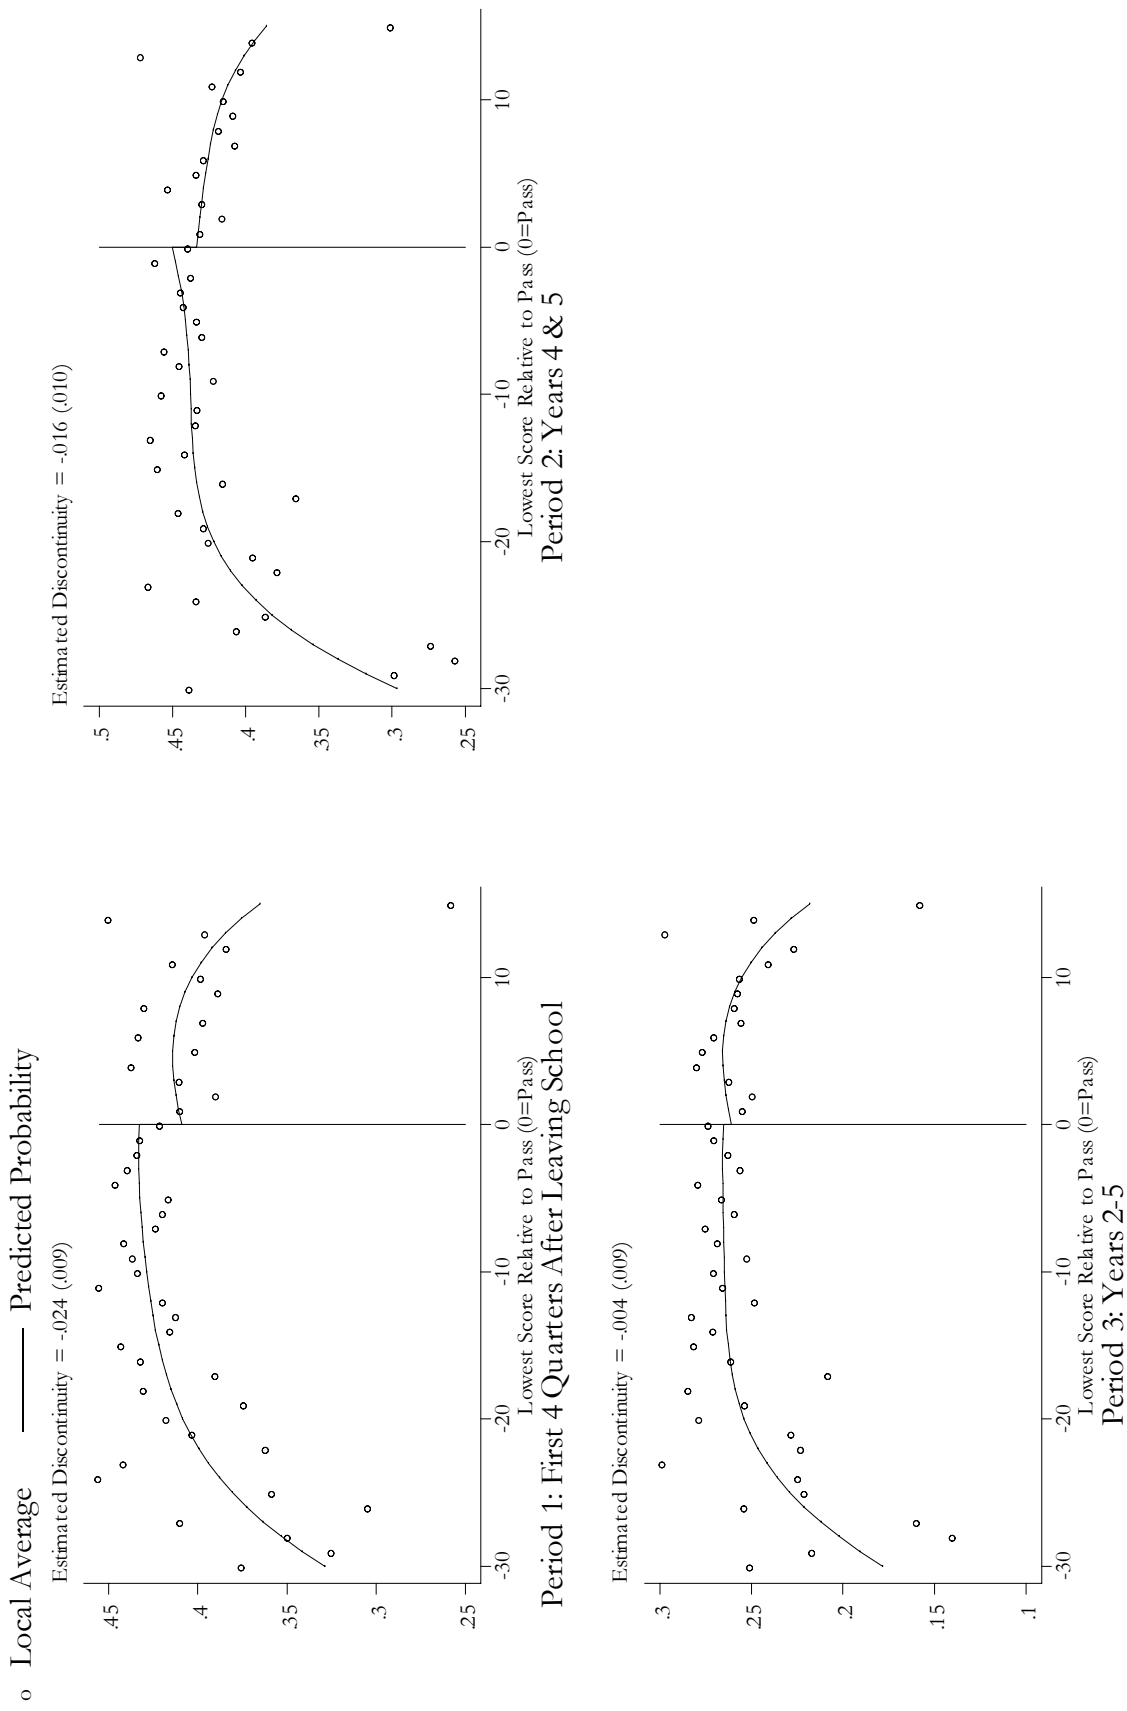 o Local Average —— Predicted Probability
Estimated Discontinuity = -.024 (.009)
.45
.4
.35
.3
.25
-30 -20 -10 0 10
Lowest Score Relative to Pass (0=Pass)
Period 1: First 4 Quarters After Leaving School
Estimated Discontinuity = -.016 (.010)
.5
.45
.4
.35
.3
.25
-30 -20 -10 0 10
Lowest Score Relative to Pass (0=Pass)
Period 2: Years 4 & 5
Estimated Discontinuity = -.004 (.009)
.3
.25
.2
.15
.1
-30 -20 -10 0 10
Lowest Score Relative to Pass (0=Pass)
Period 3: Years 2-5